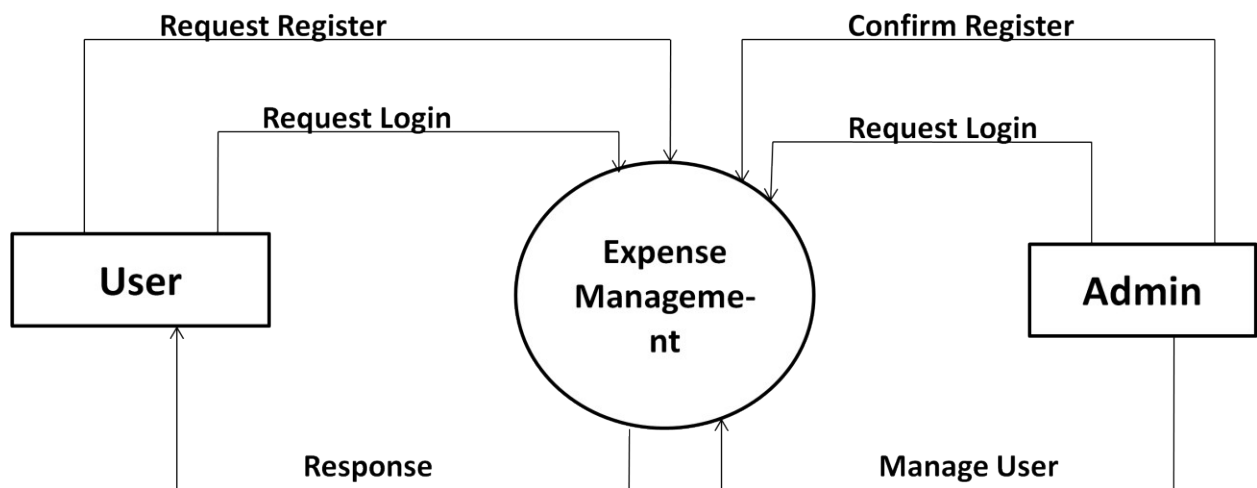 Request Register
Confirm Register
Request Login
Request Login
User
Expense
Manageme-
nt
Admin
Response
Manage User